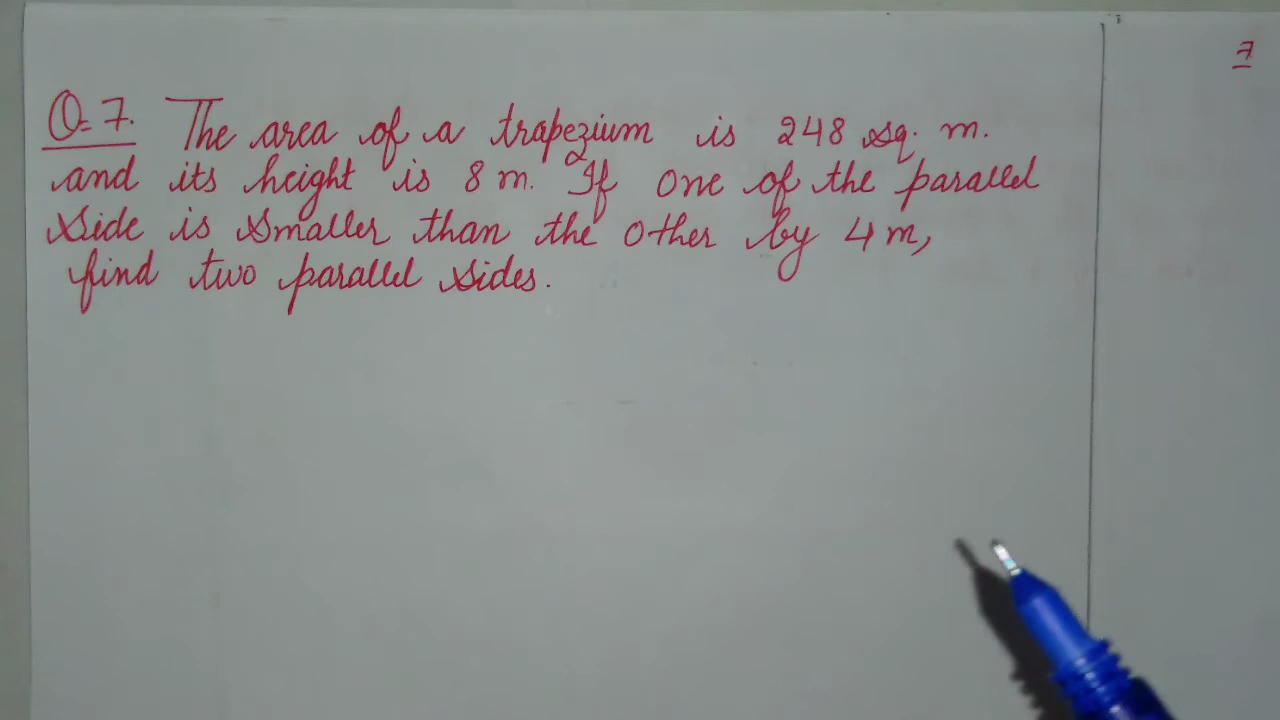 7
Q=7. The area of a trapezium is 248 sq. m.
and its height is 8 m. If one of the parallel
side is smaller than the other by 4 m,
find two parallel sides.